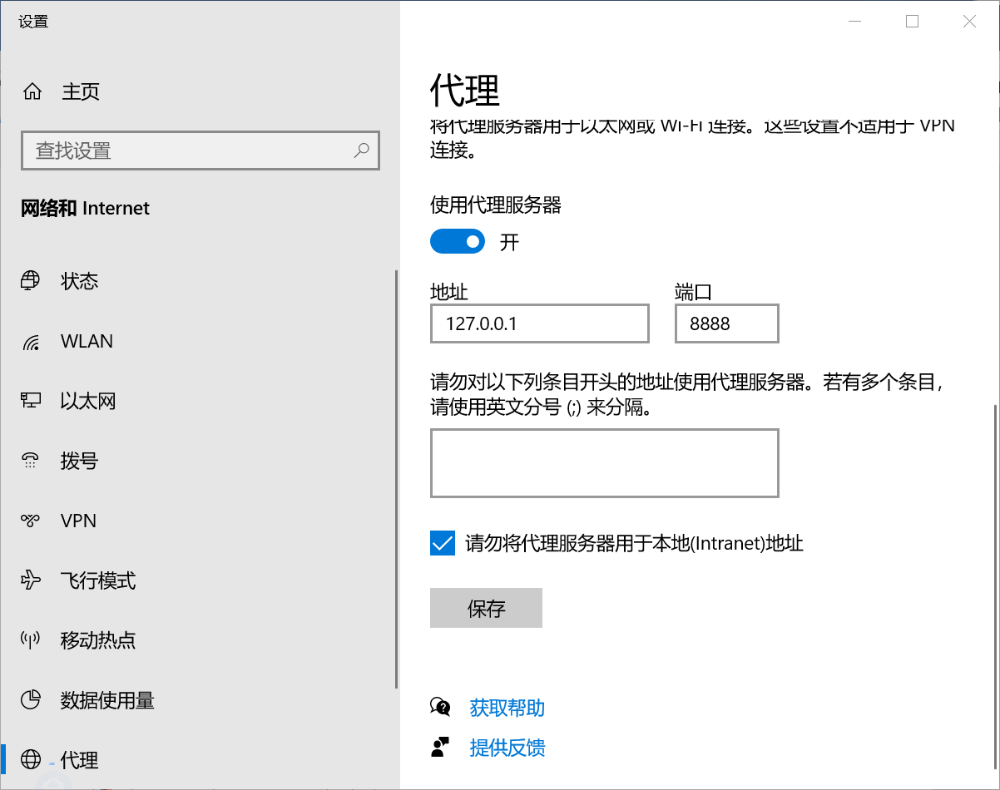 设置
主页
查找设置
网络和 Internet
状态
WLAN
以太网
拨号
VPN
飞行模式
移动热点
数据使用量
代理
代理
将代理服务器用于以太网或 Wi-Fi 连接。这些设置不适用于 VPN
连接。
使用代理服务器
开
地址
端口
127.0.0.1
8888
请勿对以下列条目开头的地址使用代理服务器。若有多个条目，
请使用英文分号 (;) 来分隔。
请勿将代理服务器用于本地(Intranet)地址
保存
获取帮助
提供反馈